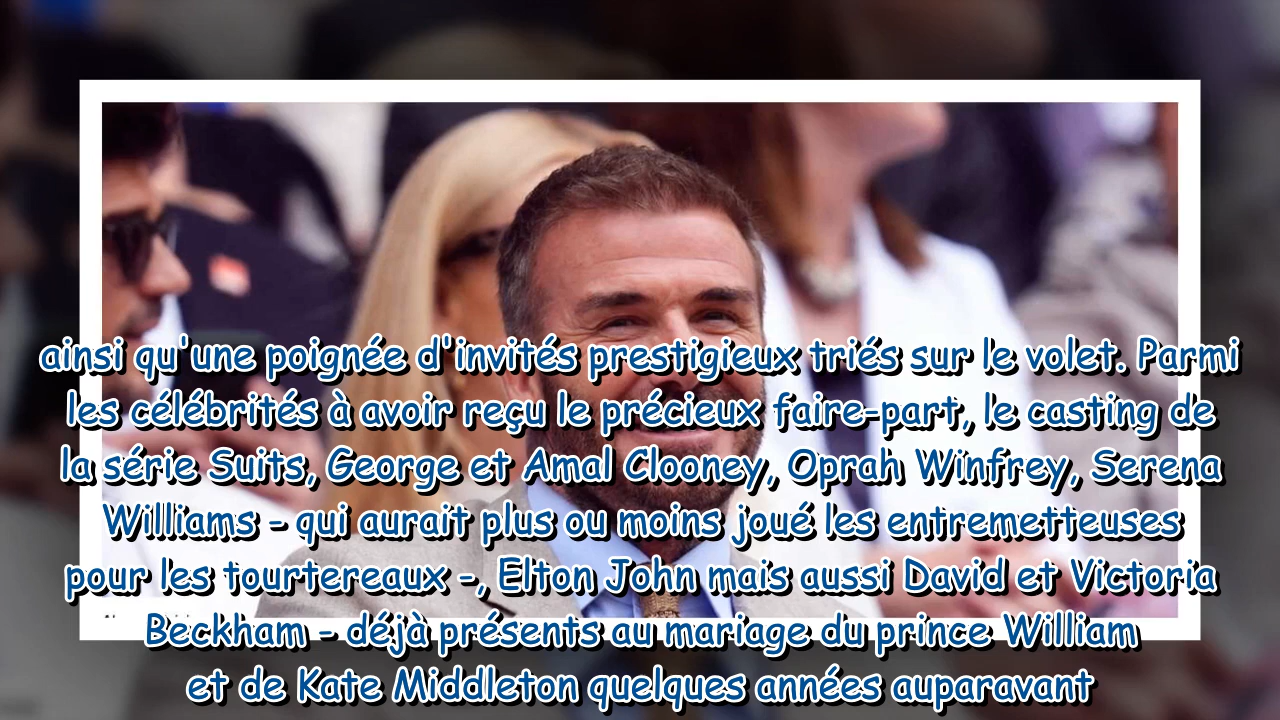 ainsi qu'une poignée d'invités prestigieux triés sur le volet. Parmi
les célébrités à avoir reçu le précieux faire-part, le casting de
la série Suits, George et Amal Clooney, Oprah Winfrey, Serena
Williams - qui aurait plus ou moins joué les entremetteuses
pour les tourtereaux -, Elton John mais aussi David et Victoria
Beckham - déjà présents au mariage du prince William
et de Kate Middleton quelques années auparavant